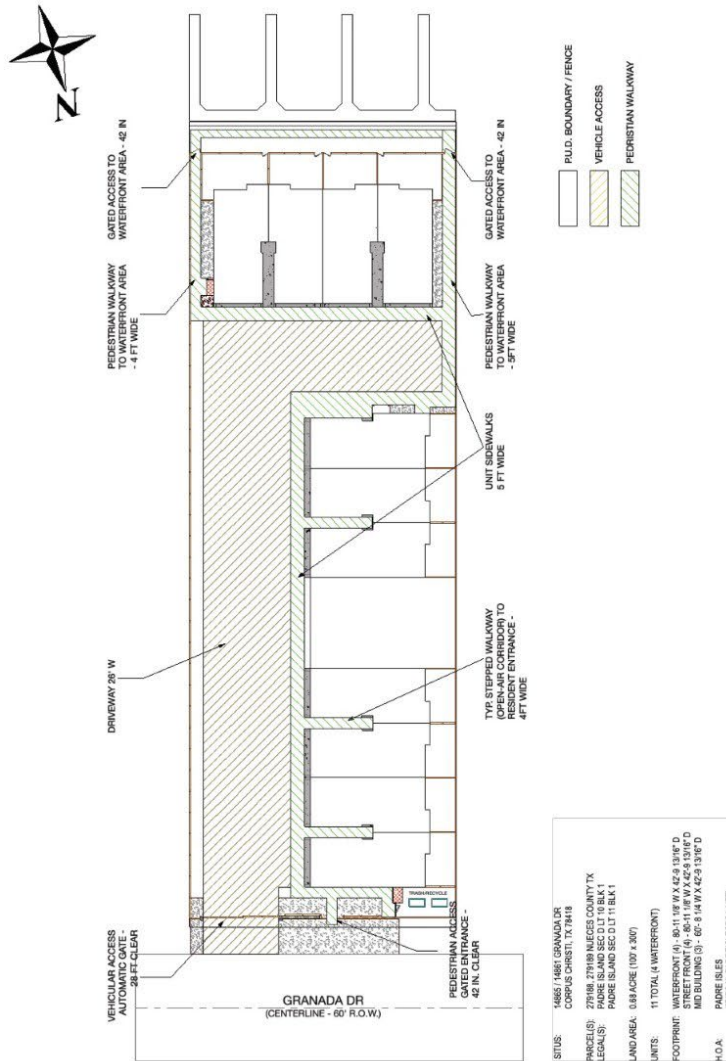 N
VEHICULAR ACCESS
AUTOMATIC GATE -
28 FT CLEAR
DRIVEWAY 26' W
PEDESTRIAN WALKWAY
TO WATERFRONT AREA
- 4 FT WIDE
GATED ACCESS TO
WATERFRONT AREA - 42 IN
GRANADA DR
(CENTERLINE - 60' R.O.W.)
TRASH/RECYCLE
PEDESTRIAN ACCESS
GATED ENTRANCE -
42 IN. CLEAR
TYP. STEPPED WALKWAY
(OPEN-AIR CORRIDOR) TO
RESIDENT ENTRANCE -
4FT WIDE
UNIT SIDEWALKS
5 FT WIDE
PEDESTRIAN WALKWAY
TO WATERFRONT AREA
- 5FT WIDE
GATED ACCESS TO
WATERFRONT AREA - 42 IN
P.U.D. BOUNDARY / FENCE
VEHICLE ACCESS
PEDRISTIAN WALKWAY
SITUS: 14865 / 14861 GRANADA DR
CORPUS CHRISTI, TX 78418
PARCEL(S): 279188, 279189 NUECES COUNTY TX
LEGAL(S): PADRE ISLAND SEC D LT 10 BLK 1
PADRE ISLAND SEC D LT 11 BLK 1
LAND AREA: 0.68 ACRE (100' x 300')
UNITS: 11 TOTAL (4 WATERFRONT)
FOOTPRINT: WATERFRONT (4) - 80-11 1/8" W X 42'-9 13/16" D
STREET FRONT (4) - 80-11 1/8" W X 42'-9 13/16" D
MID BUILDING (3) - 60'- 8 1/4 W X 42'-9 13/16" D
H.O.A: PADRE ISLES